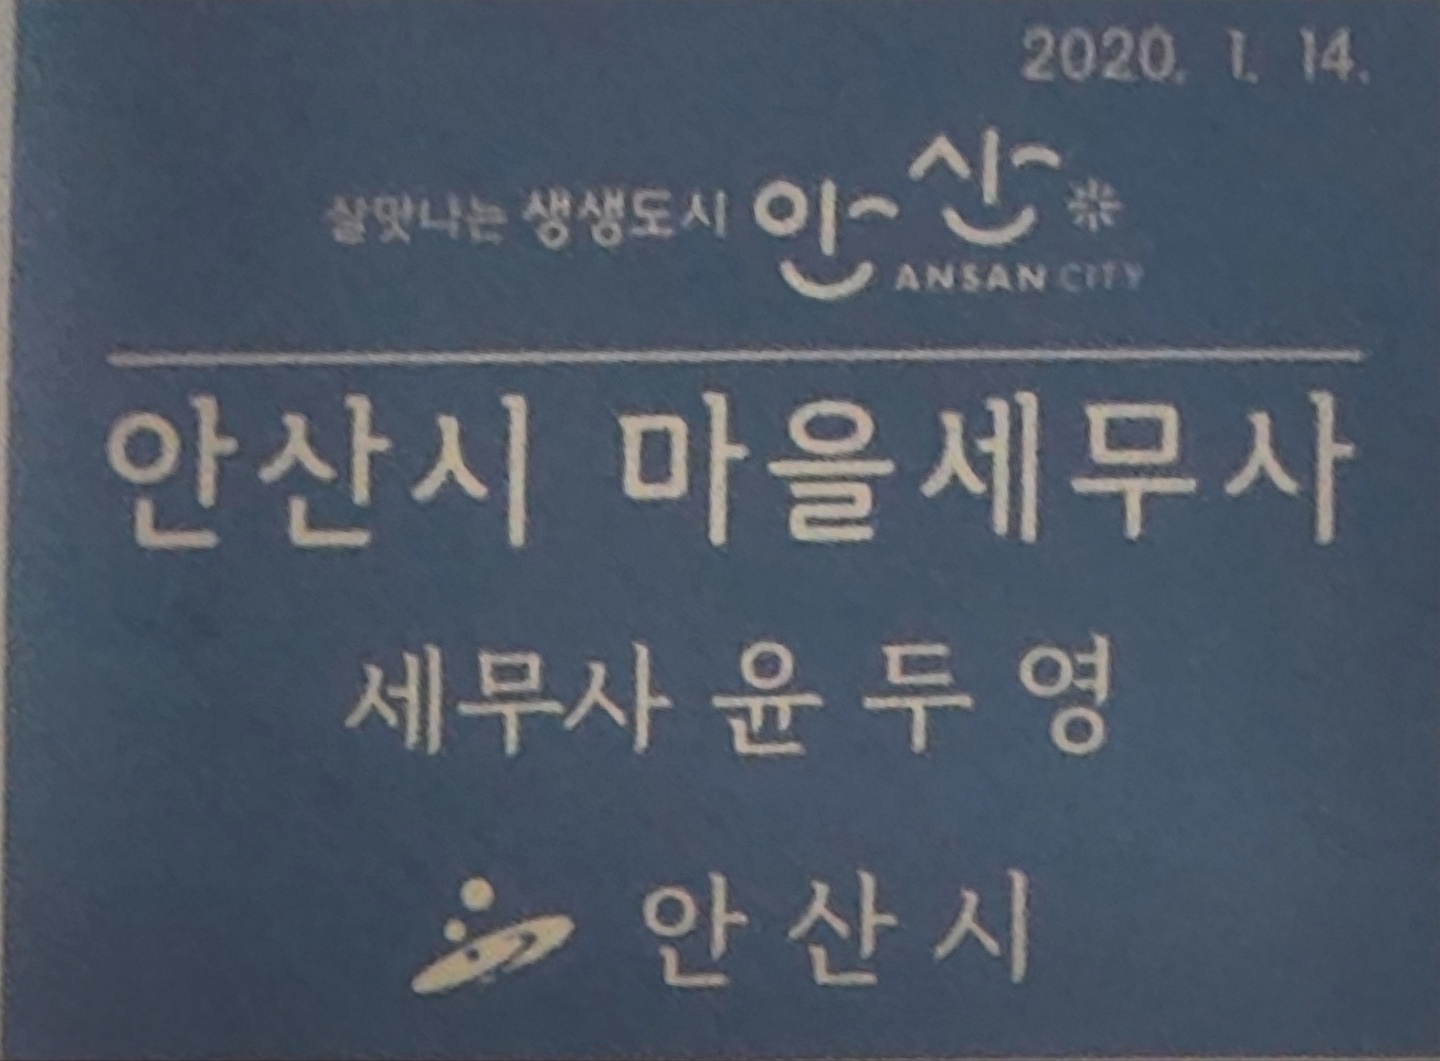 2020. 1. 14.
살맛나는 생생도시 안산
ANSAN CITY
안산시 마을세무사
세무사 윤두영
안산시